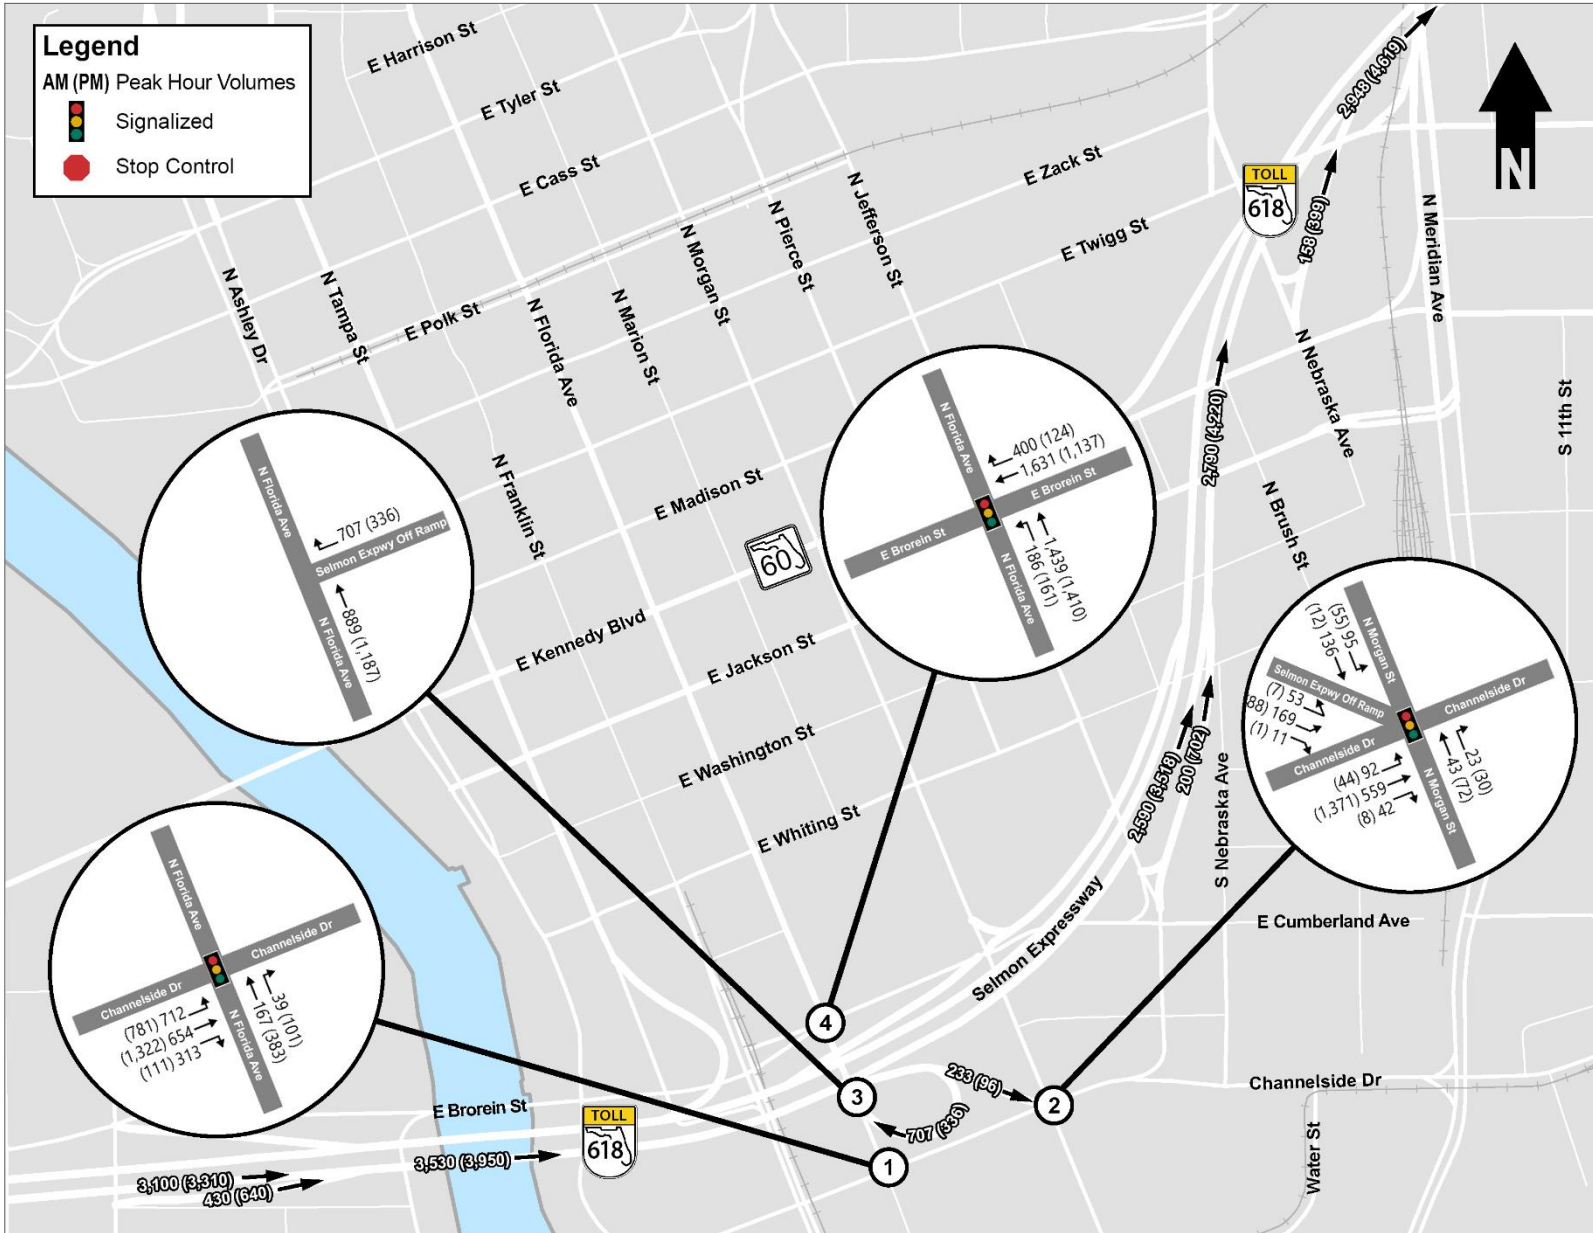 Legend
AM (PM) Peak Hour Volumes
Signalized
Stop Control
E Harrison St
E Tyler St
E Cass St
E Polk St
E Zack St
E Twigg St
N Ashley Dr
N Tampa St
N Florida Ave
N Marion St
N Morgan St
N Pierce St
N Jefferson St
N Franklin St
E Madison St
E Kennedy Blvd
E Jackson St
E Washington St
E Whiting St
60
TOLL
618
N
2,948 (4,619)
158 (399)
2,790 (4,220)
2,590 (3,518)
200 (702)
N Meridian Ave
N Nebraska Ave
N Brush St
S Nebraska Ave
S 11th St
E Cumberland Ave
Selmon Expressway
Channelside Dr
Water St
E Brorein St
TOLL
618
3,100 (3,310)
430 (640)
3,530 (3,950)
233 (96)
707 (336)
1
2
3
4
N Florida Ave
707 (336)
Selmon Expwy Off Ramp
889 (1,187)
N Florida Ave
N Florida Ave
400 (124)
1,631 (1,137)
E Brorein St
E Brorein St
1,439 (1,410)
186 (161)
N Florida Ave
N Florida Ave
Channelside Dr
Channelside Dr
(781) 712
(1,322) 654
(111) 313
39 (101)
167 (383)
N Florida Ave
(55) 95
(12) 136
N Morgan St
Selmon Expwy Off Ramp
Channelside Dr
(7) 53
88) 169
(1) 11
Channelside Dr
(44) 92
(1,371) 559
(8) 42
23 (30)
43 (72)
N Morgan St